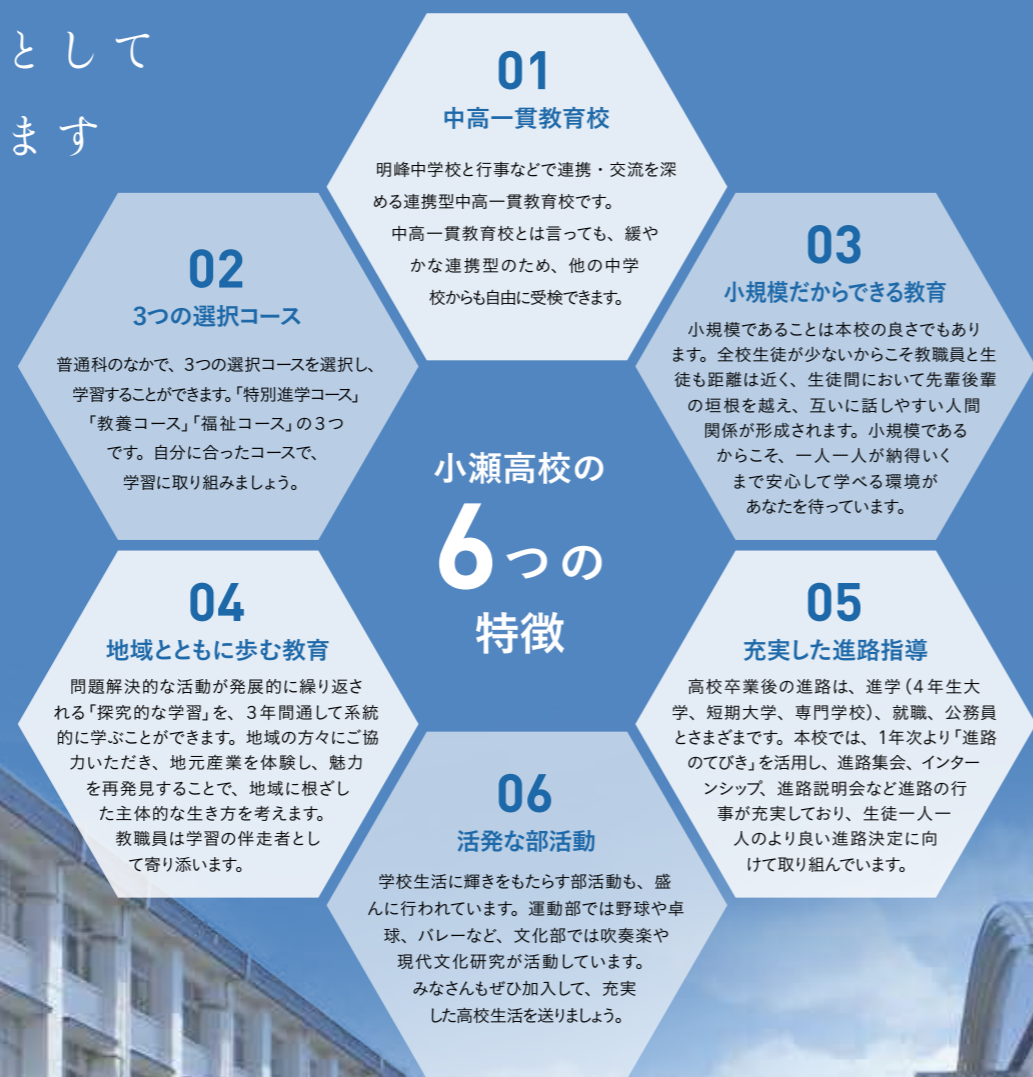 として
ます
01
中高一貫教育校
明峰中学校と行事などで連携・交流を深
める連携型中高一貫教育校です。
中高一貫教育校とは言っても、緩や
かな連携型のため、他の中学
校からも自由に受検できます。
02
3つの選択コース
普通科のなかで、3つの選択コースを選択し、
学習することができます。「特別進学コース」
「教養コース」「福祉コース」の3つ
です。自分に合ったコースで、
学習に取り組みましょう。
03
小規模だからできる教育
小規模であることは本校の良さでもあり
ます。全校生徒が少ないからこそ教職員と生
徒も距離は近く、生徒間において先輩後輩
の垣根を越え、互いに話しやすい人間
関係が形成されます。小規模である
からこそ、一人一人が納得いく
まで安心して学べる環境が
あなたを待っています。
小瀬高校の
6つの
特徴
04
地域とともに歩む教育
問題解決的な活動が発展的に繰り返さ
れる「探究的な学習」を、3年間通して系統
的に学ぶことができます。地域の方々にご協
力いただき、地元産業を体験し、魅力
を再発見することで、地域に根ざし
た主体的な生き方を考えます。
教職員は学習の伴走者とし
て寄り添います。
05
充実した進路指導
高校卒業後の進路は、進学(4年生大
学、短期大学、専門学校)、就職、公務員
とさまざまです。本校では、1年次より「進路
のてびき」を活用し、進路集会、インター
ンシップ、進路説明会など進路の行
事が充実しており、生徒一人一
人のより良い進路決定に向
けて取り組んでいます。
06
活発な部活動
学校生活に輝きをもたらす部活動も、盛
んに行われています。運動部では野球や卓
球、バレーなど、文化部では吹奏楽や
現代文化研究が活動しています。
みなさんもぜひ加入して、充実
した高校生活を送りましょう。